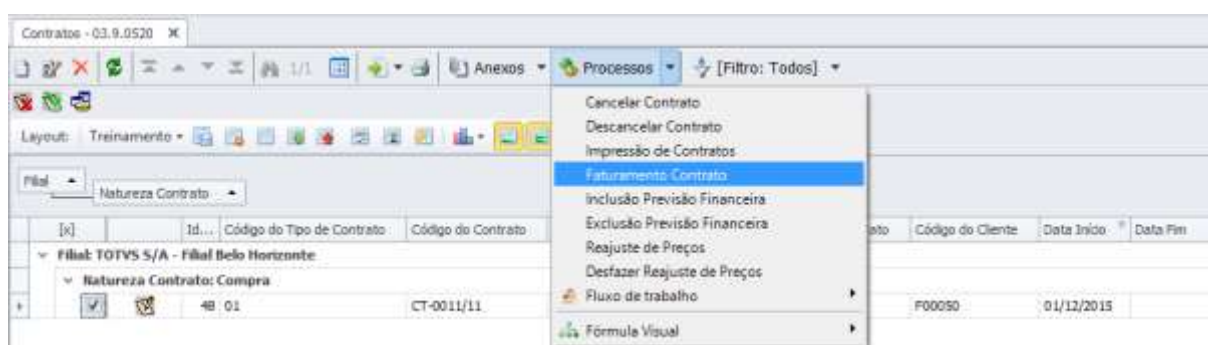 Contratos - 03.9.0520
1/1 Anexos Processos [Filtro: Todos]
Cancelar Contrato
Descancelar Contrato
Layout: Treinamento
Impressão de Contratos
Faturamento Contrato
Filial
Natureza Contrato
Inclusão Previsão Financeira
Exclusão Previsão Financeira
[x] Id... Código do Tipo de Contrato Código do Contrato Código do Cliente Data Início Data Fim
Reajuste de Preços
Filial: TOTVS S/A - Filial Belo Horizonte
Desfazer Reajuste de Preços
Natureza Contrato: Compra
Fluxo de trabalho
48 01 CT-0011/11 F00050 01/12/2015
Fórmula Visual